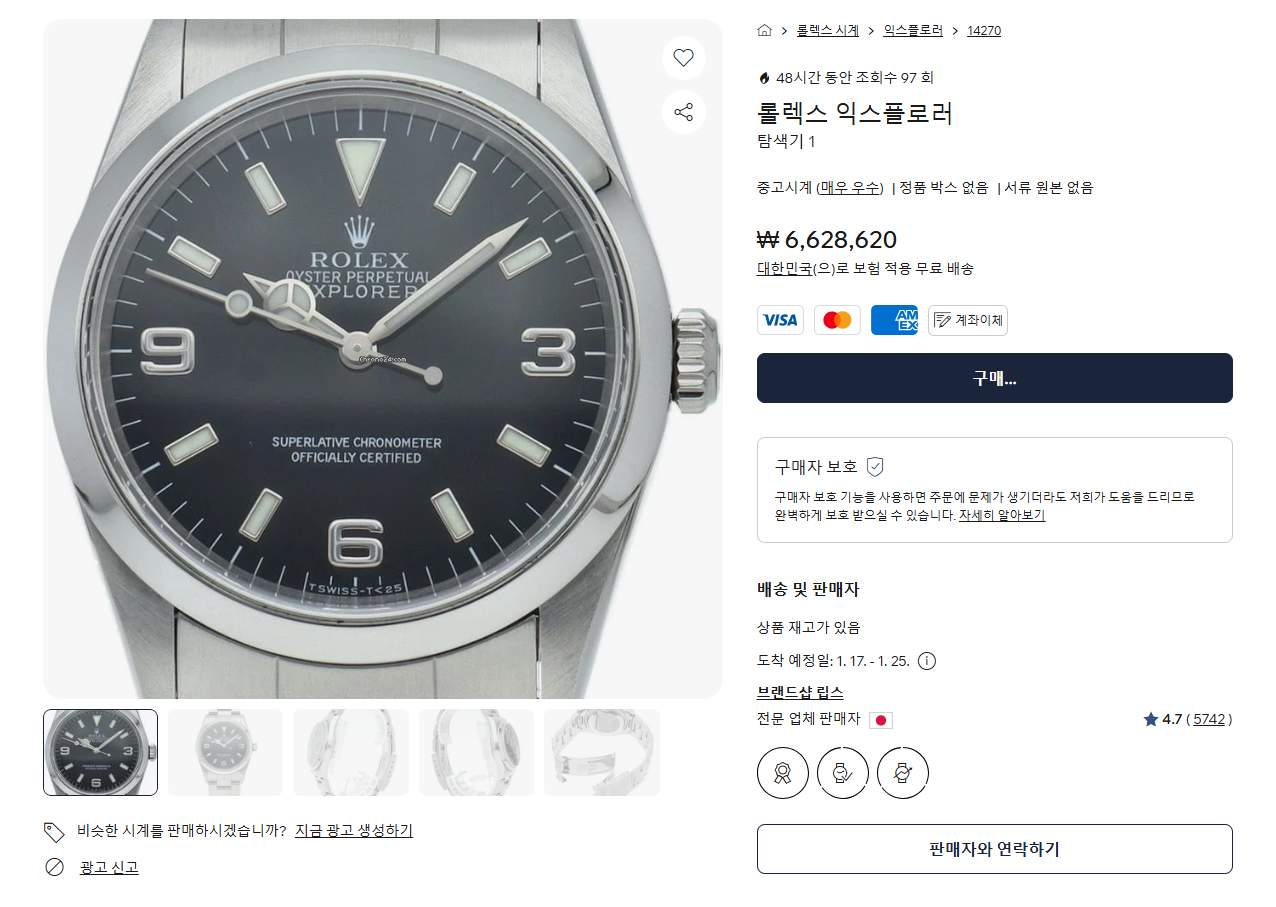 롤렉스 시계 > 익스플로러 > 14270
48시간 동안 조회수 97 회
롤렉스 익스플로러
탐색기 1
중고시계 (매우 우수) | 정품 박스 없음 | 서류 원본 없음
₩ 6,628,620
대한민국(으)로 보험 적용 무료 배송
VISA
AM
EX
계좌이체
구매...
구매자 보호
구매자 보호 기능을 사용하면 주문에 문제가 생기더라도 저희가 도움을 드리므로
완벽하게 보호 받으실 수 있습니다. 자세히 알아보기
배송 및 판매자
상품 재고가 있음
도착 예정일: 1. 17. - 1. 25.
브랜드샵 립스
전문 업체 판매자
4.7 ( 5742 )
판매자와 연락하기
ROLEX
OYSTER PERPETUAL
EXPLORER
9
3
Chrono24.com
SUPERLATIVE CHRONOMETER
OFFICIALLY CERTIFIED
6
T SWISS-T<25
비슷한 시계를 판매하시겠습니까? 지금 광고 생성하기
광고 신고